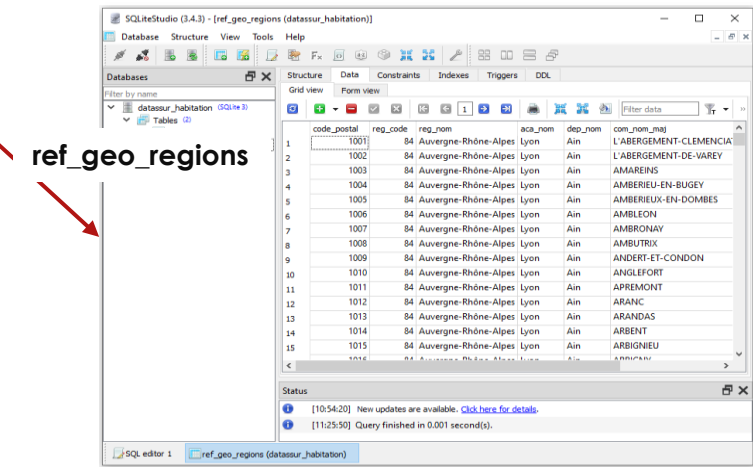 SQLiteStudio (3.4.3) - [ref_geo_regions (datassur_habitation)]
Database Structure View Tools Help
Databases
Filter by name
datassur_habitation (SQLite 3)
Tables (2)
ref_geo_regions
Structure Data Constraints Indexes Triggers DDL
Grid view Form view
1 Filter data
code_postal reg_code reg_nom aca_nom dep_nom com_nom_maj
1 1001 84 Auvergne-Rhône-Alpes Lyon Ain L'ABERGEMENT-CLEMENCIA
2 1002 84 Auvergne-Rhône-Alpes Lyon Ain L'ABERGEMENT-DE-VAREY
3 1003 84 Auvergne-Rhône-Alpes Lyon Ain AMAREINS
4 1004 84 Auvergne-Rhône-Alpes Lyon Ain AMBERIEU-EN-BUGEY
5 1005 84 Auvergne-Rhône-Alpes Lyon Ain AMBERIEUX-EN-DOMBES
6 1006 84 Auvergne-Rhône-Alpes Lyon Ain AMBLEON
7 1007 84 Auvergne-Rhône-Alpes Lyon Ain AMBRONAY
8 1008 84 Auvergne-Rhône-Alpes Lyon Ain AMBUTRIX
9 1009 84 Auvergne-Rhône-Alpes Lyon Ain ANDERT-ET-CONDON
10 1010 84 Auvergne-Rhône-Alpes Lyon Ain ANGLEFORT
11 1011 84 Auvergne-Rhône-Alpes Lyon Ain APREMONT
12 1012 84 Auvergne-Rhône-Alpes Lyon Ain ARANC
13 1013 84 Auvergne-Rhône-Alpes Lyon Ain ARANDAS
14 1014 84 Auvergne-Rhône-Alpes Lyon Ain ARBENT
15 1015 84 Auvergne-Rhône-Alpes Lyon Ain ARBIGNIEU
Status
[10:54:20] New updates are available. Click here for details.
[11:25:50] Query finished in 0.001 second(s).
SQL editor 1 ref_geo_regions (datassur_habitation)